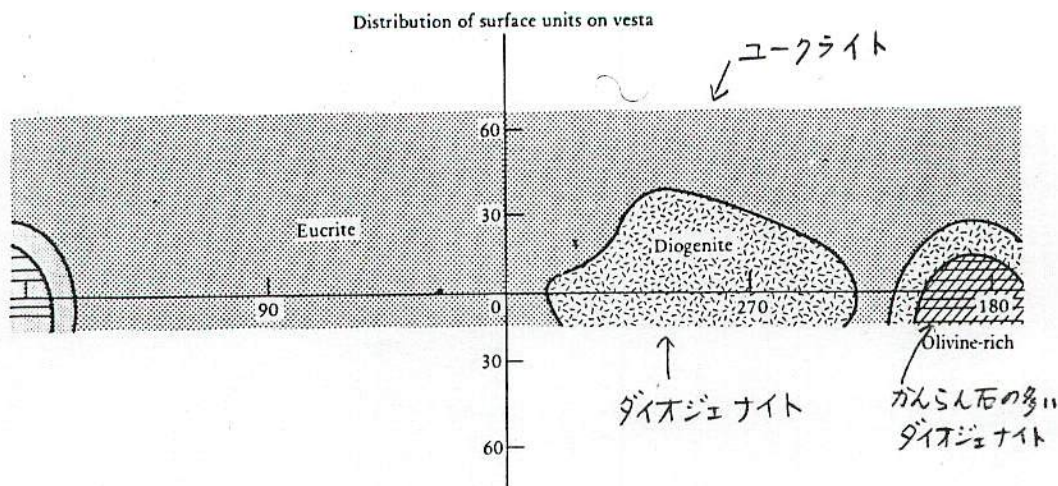 Distribution of surface units on vesta
ユークライト
60
30
Eucrite
Diogenite
90
0
270
180
Olivine-rich
30
ダイオジェナイト
かんらん石の多い
ダイオジェナイト
60